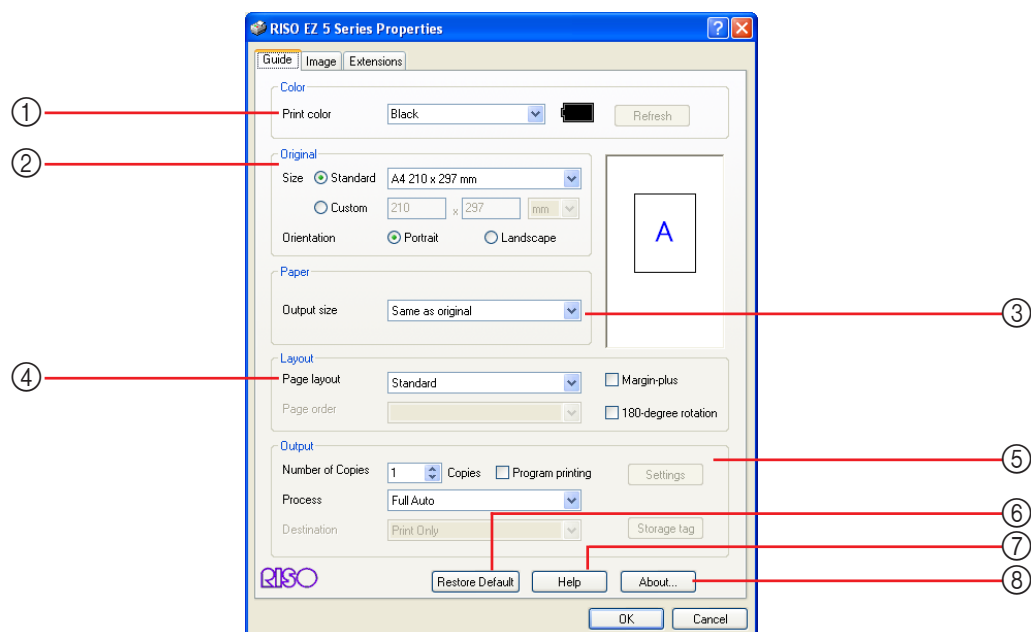 RISO EZ 5 Series Properties
Guide Image Extensions
Color
① Print color Black Refresh
② Original
Size Standard A4 210 x 297 mm
Custom 210 x 297 mm
Orientation Portrait Landscape
A
Paper
Output size Same as original ③
Layout
④ Page layout Standard Margin-plus
Page order 180-degree rotation
Output
⑤
Number of Copies 1 Copies Program printing Settings
Process Full Auto
⑥
Destination Print Only Storage tag
⑦
RISO Restore Default Help About... ⑧
OK Cancel